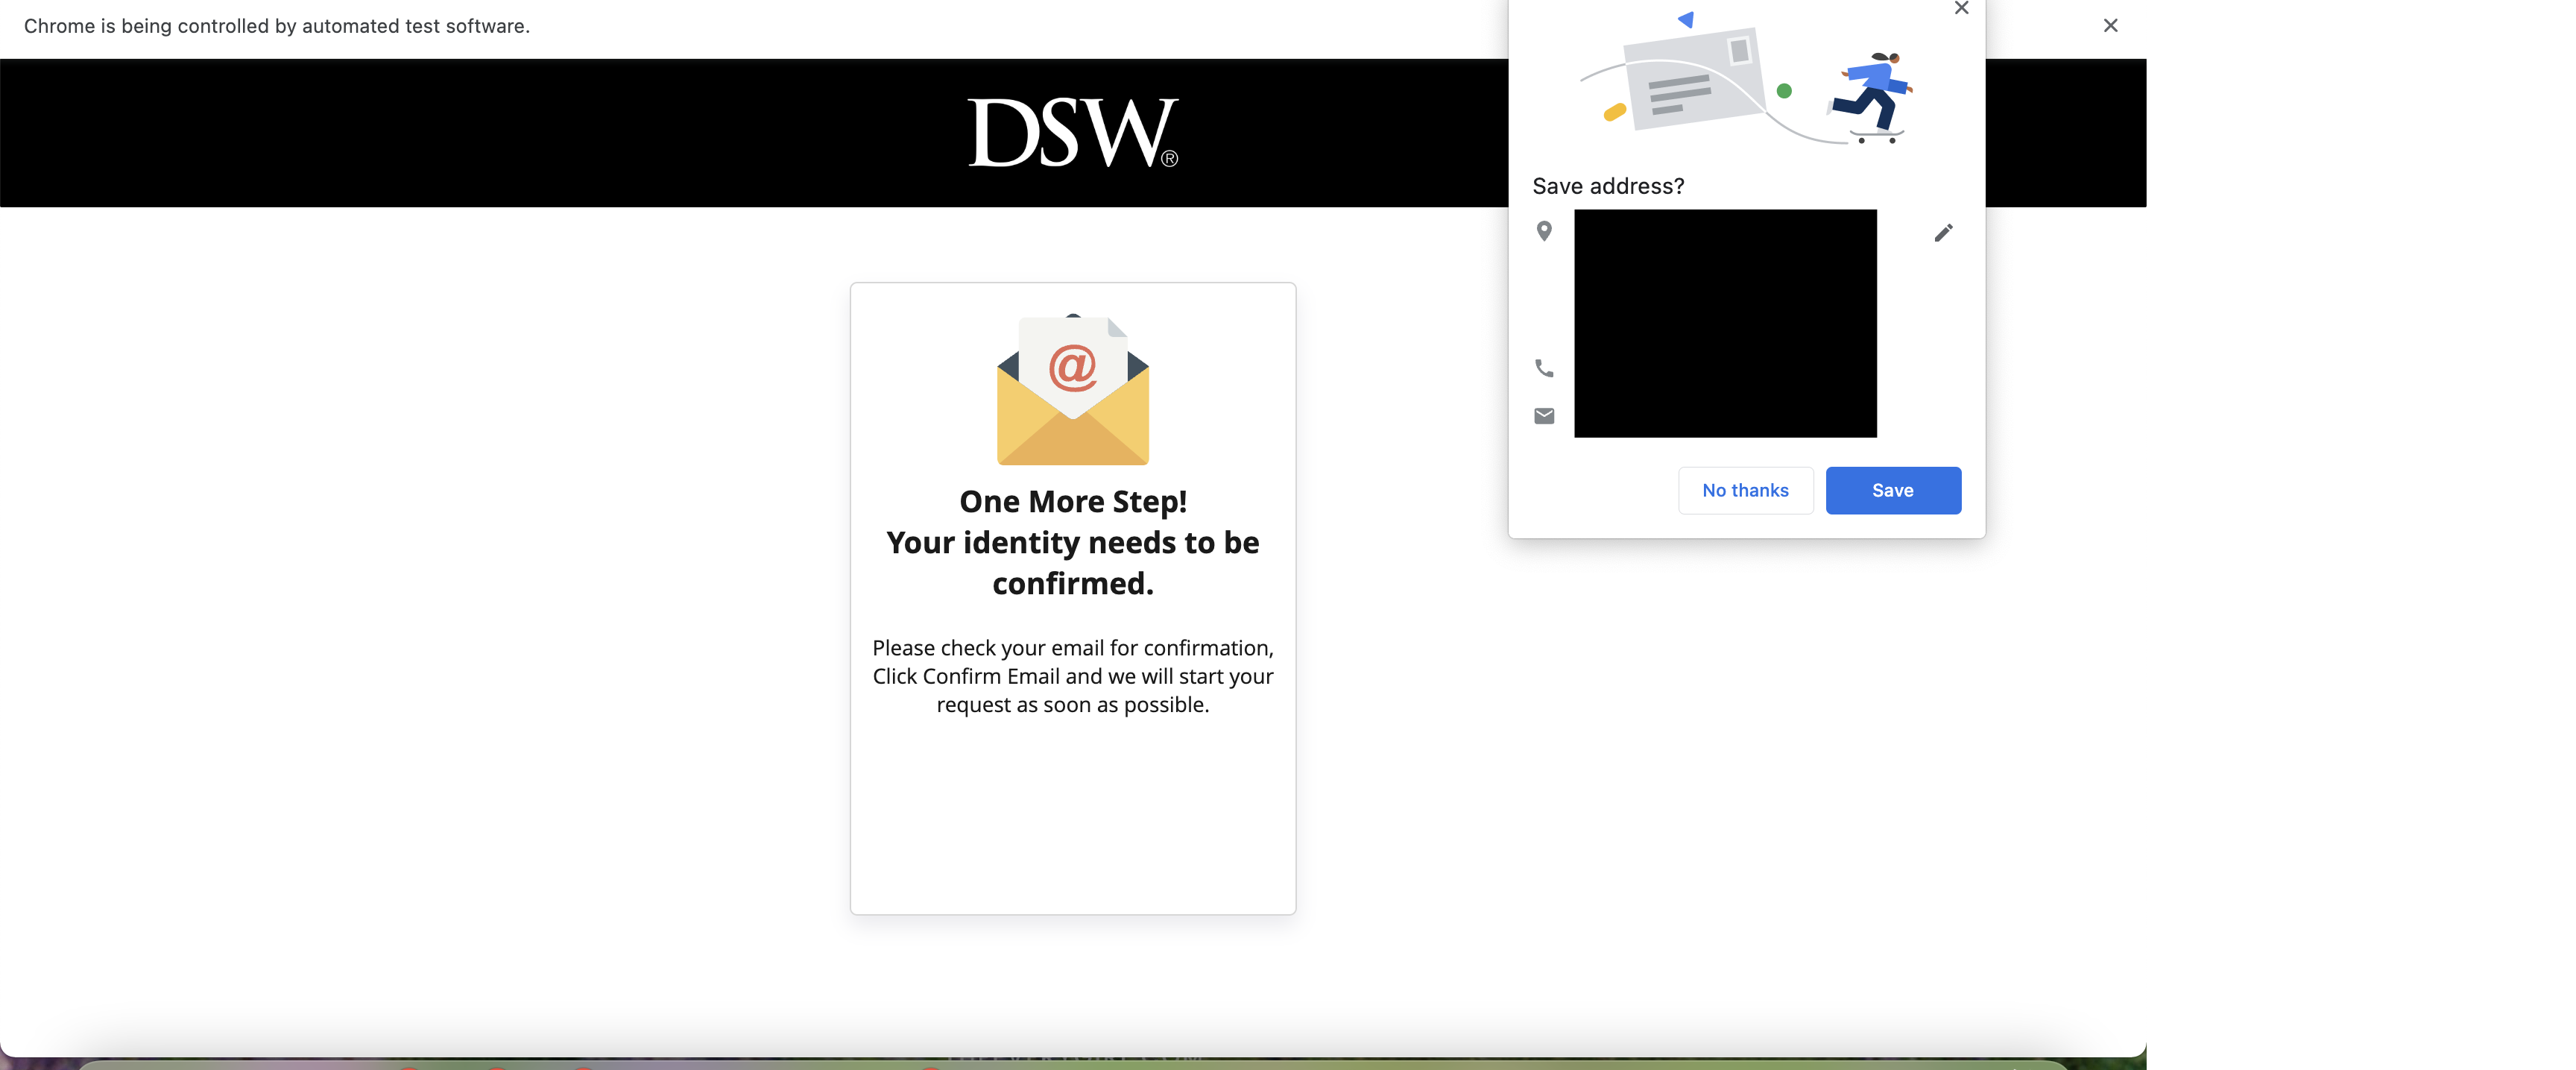 Chrome is being controlled by automated test software.
DSW®
Save address?
No thanks
Save
@
One More Step!
Your identity needs to be
confirmed.
Please check your email for confirmation,
Click Confirm Email and we will start your
request as soon as possible.